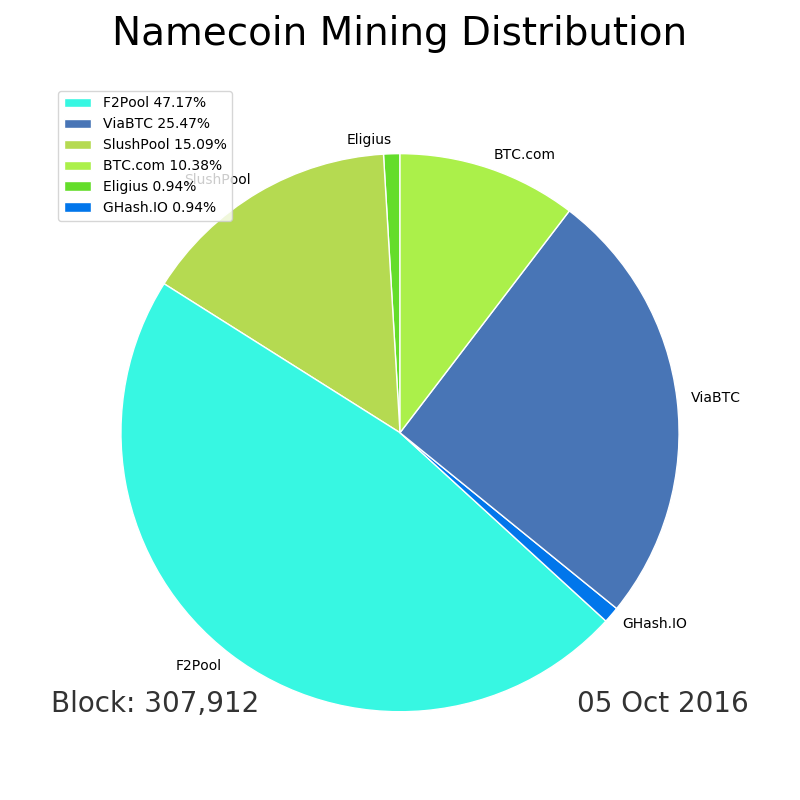 Namecoin Mining Distribution
F2Pool 47.17%
ViaBTC 25.47%
SlushPool 15.09%
BTC.com 10.38%
Eligius 0.94%
GHash.IO 0.94%
Eligius
BTC.com
SlushPool
ViaBTC
GHash.IO
F2Pool
Block: 307,912
05 Oct 2016